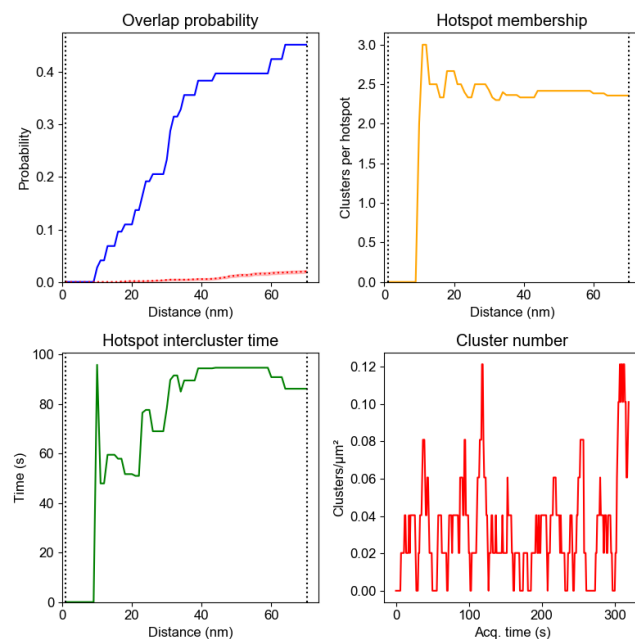 Overlap probability
Probability
0.4
0.3
0.2
0.1
0.0
0 20 40 60
Distance (nm)
Hotspot membership
Clusters per hotspot
3.0
2.5
2.0
1.5
1.0
0.5
0.0
0 20 40 60
Distance (nm)
Hotspot intercluster time
Time (s)
100
80
60
40
20
0
0 20 40 60
Distance (nm)
Cluster number
Clusters/μm²
0.12
0.10
0.08
0.06
0.04
0.02
0.00
0 100 200 300
Acq. time (s)